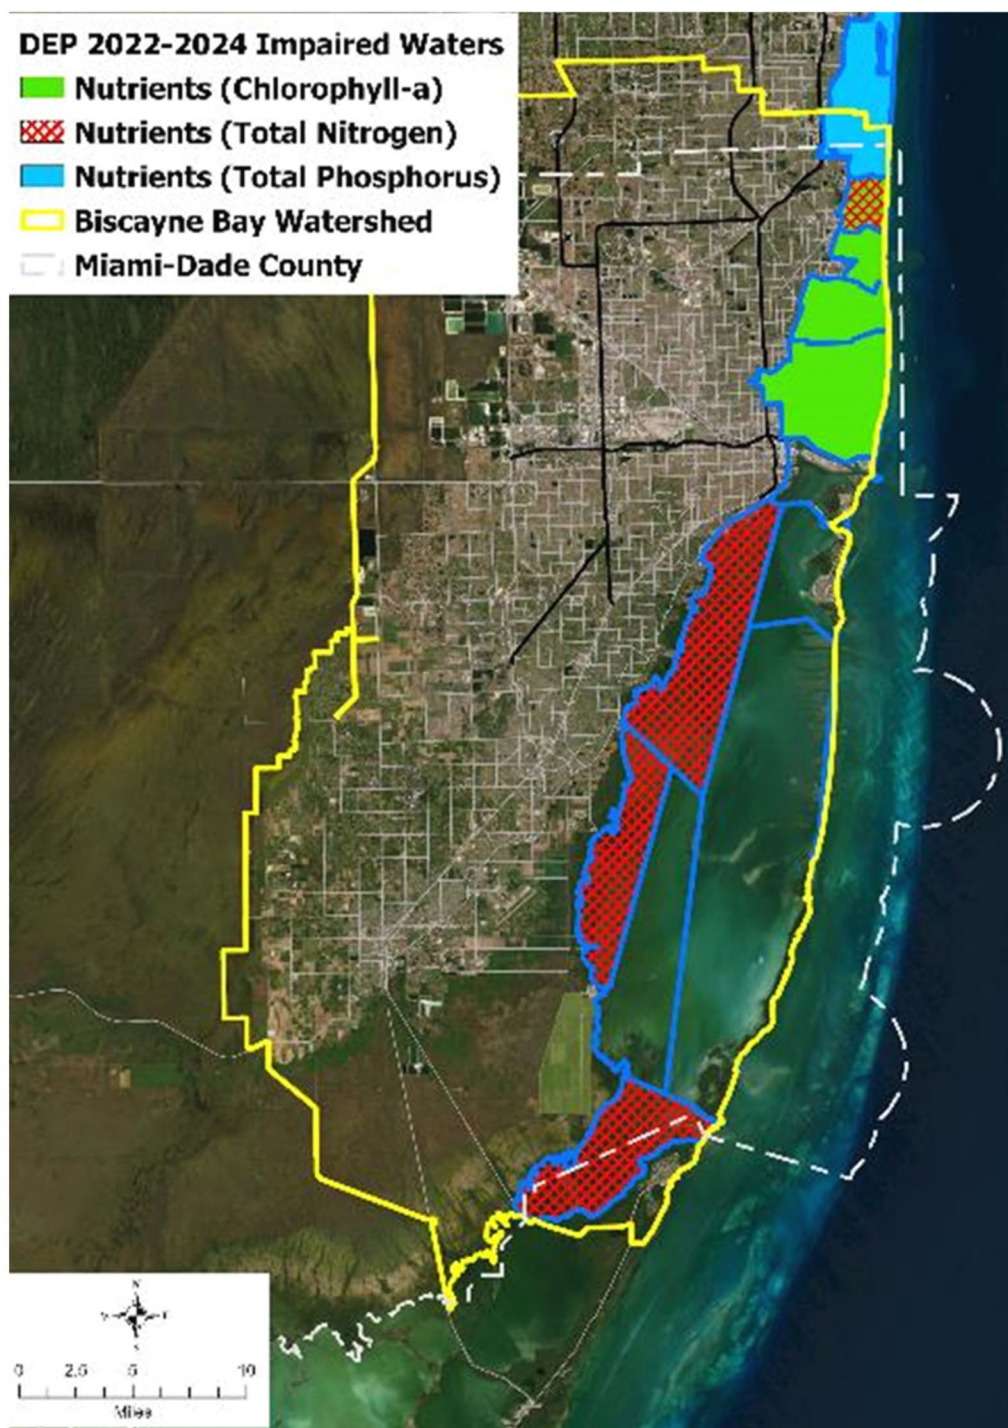 DEP 2022-2024 Impaired Waters
Nutrients (Chlorophyll-a)
Nutrients (Total Nitrogen)
Nutrients (Total Phosphorus)
Biscayne Bay Watershed
Miami-Dade County
N
0 2.5 5 10
Miles